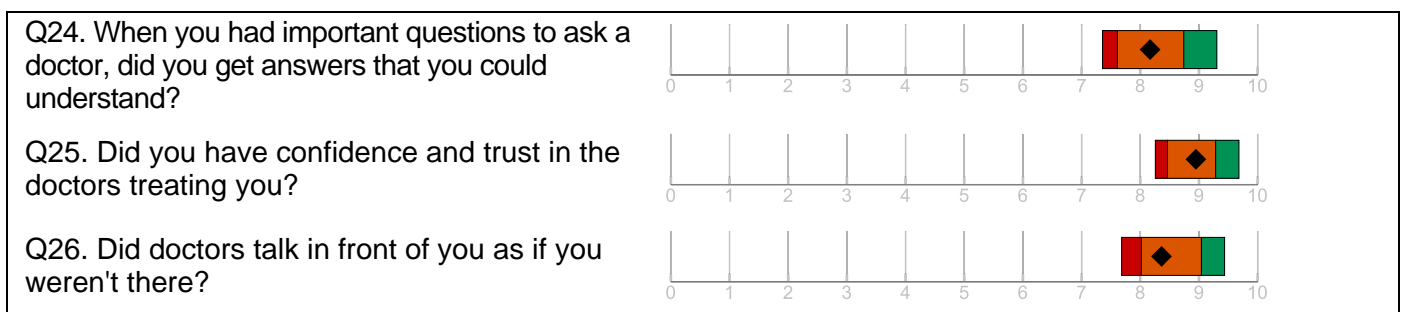 Q24. When you had important questions to ask a
doctor, did you get answers that you could
understand?
0 1 2 3 4 5 6 7 8 9 10
Q25. Did you have confidence and trust in the
doctors treating you?
0 1 2 3 4 5 6 7 8 9 10
Q26. Did doctors talk in front of you as if you
weren't there?
0 1 2 3 4 5 6 7 8 9 10